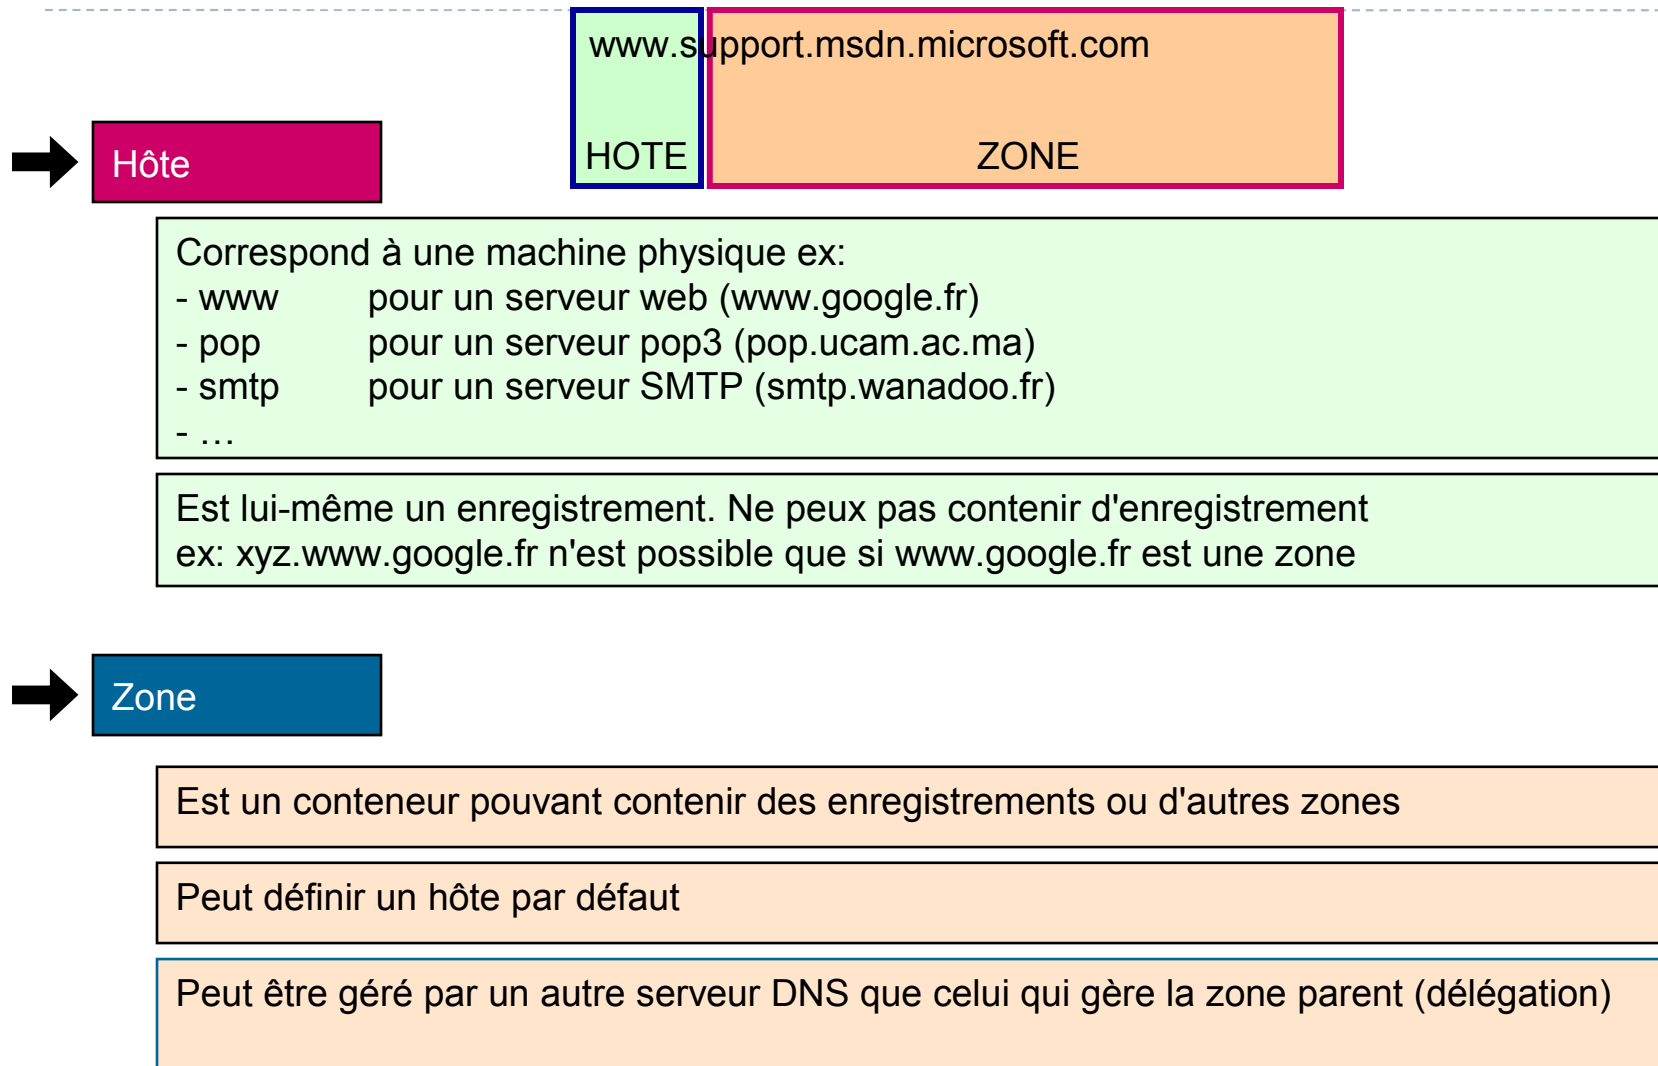 www.support.msdn.microsoft.com
HOTE ZONE
Hôte
Correspond à une machine physique ex:
- www pour un serveur web (www.google.fr)
- pop pour un serveur pop3 (pop.ucam.ac.ma)
- smtp pour un serveur SMTP (smtp.wanadoo.fr)
- …
Est lui-même un enregistrement. Ne peux pas contenir d'enregistrement
ex: xyz.www.google.fr n'est possible que si www.google.fr est une zone
Zone
Est un conteneur pouvant contenir des enregistrements ou d'autres zones
Peut définir un hôte par défaut
Peut être géré par un autre serveur DNS que celui qui gère la zone parent (délégation)